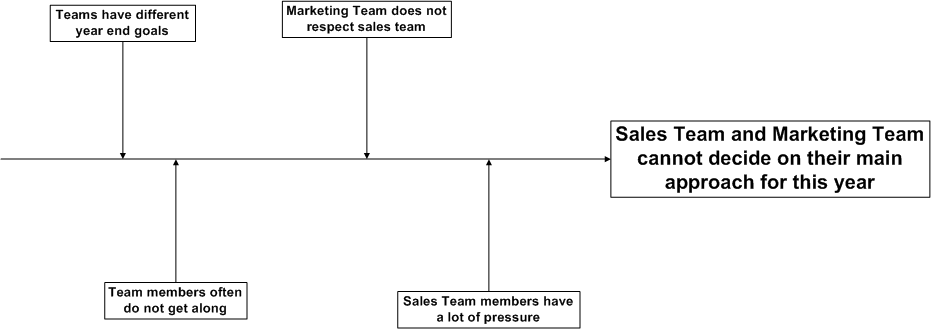 Teams have different
year end goals
Marketing Team does not
respect sales team
Sales Team and Marketing Team
cannot decide on their main
approach for this year
Team members often
do not get along
Sales Team members have
a lot of pressure